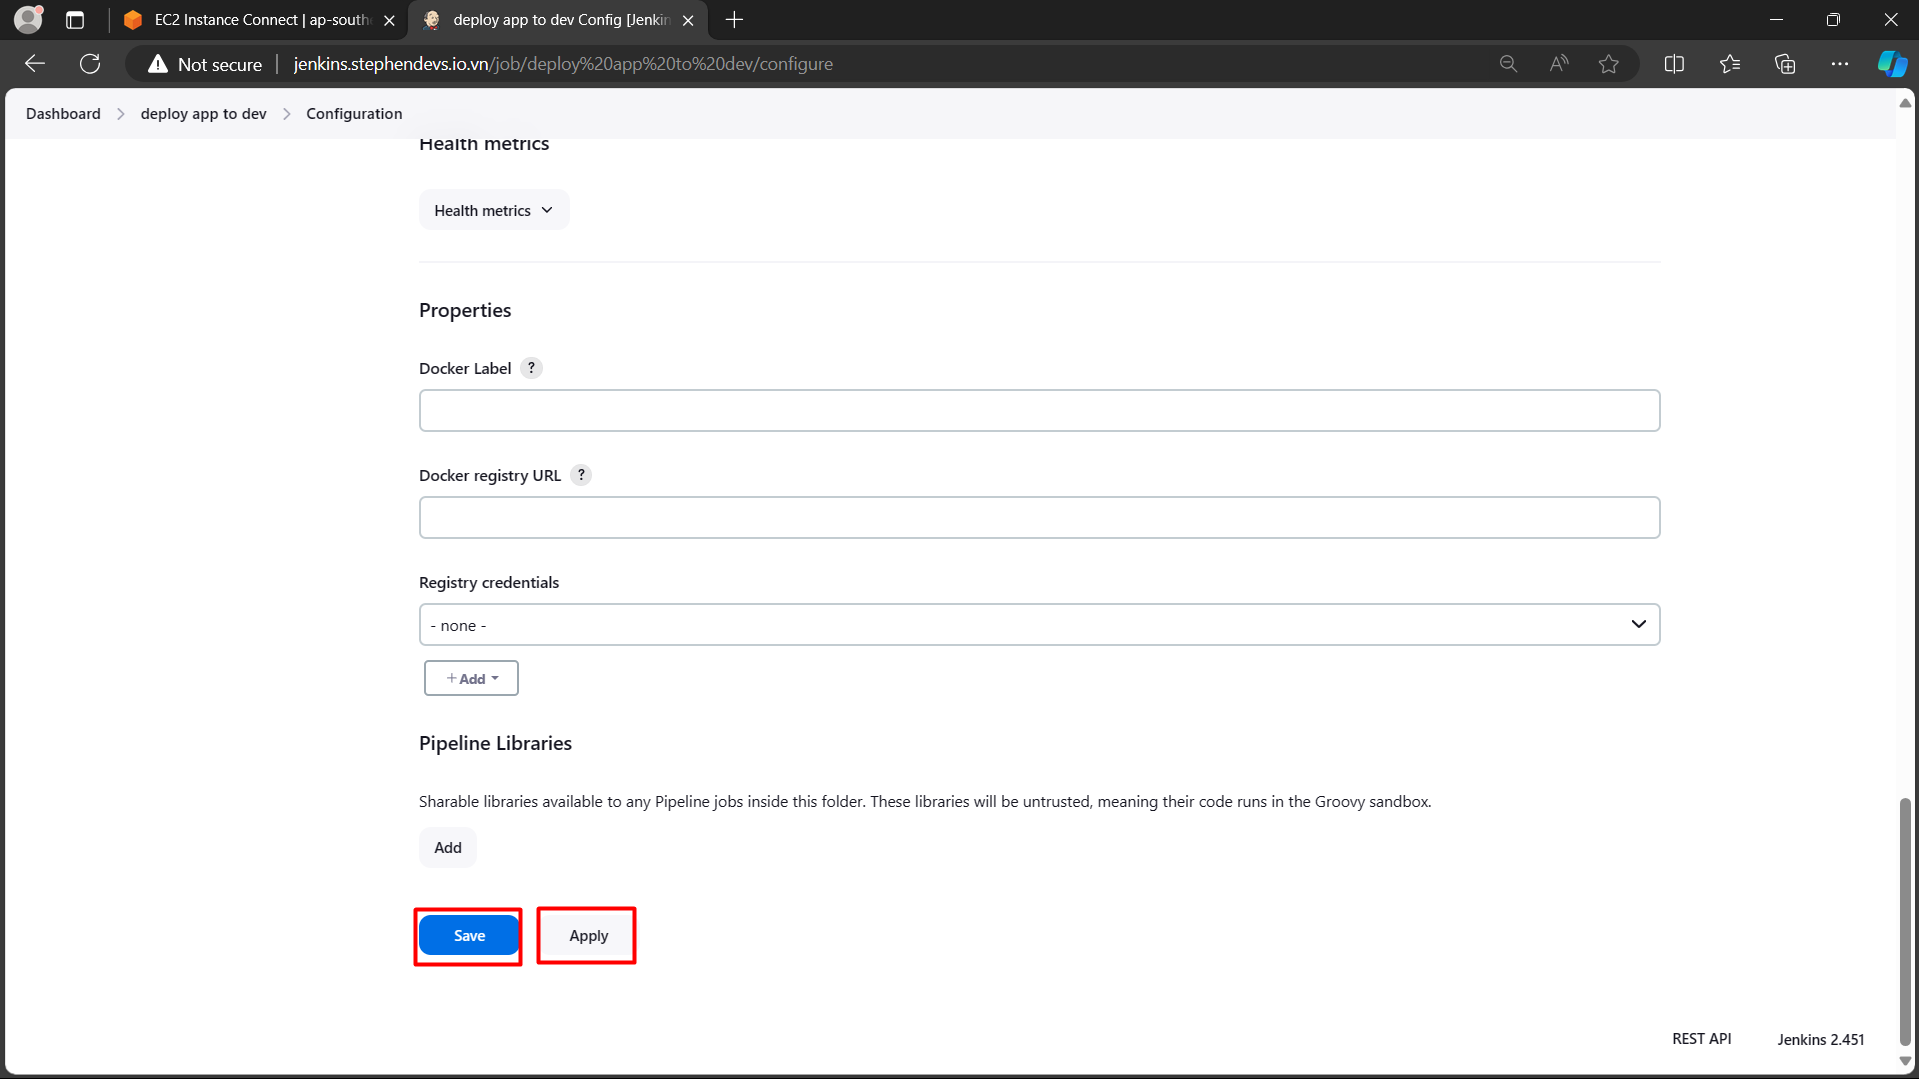 EC2 Instance Connect | ap-south
deploy app to dev Config [Jenkin
Not secure
jenkins.stephendevs.io.vn/job/deploy%20app%20to%20dev/configure
Dashboard
deploy app to dev
Configuration
Health metrics
Health metrics
Properties
Docker Label ?
Docker registry URL ?
Registry credentials
- none -
+ Add
Pipeline Libraries
Sharable libraries available to any Pipeline jobs inside this folder. These libraries will be untrusted, meaning their code runs in the Groovy sandbox.
Add
Save
Apply
REST API
Jenkins 2.451